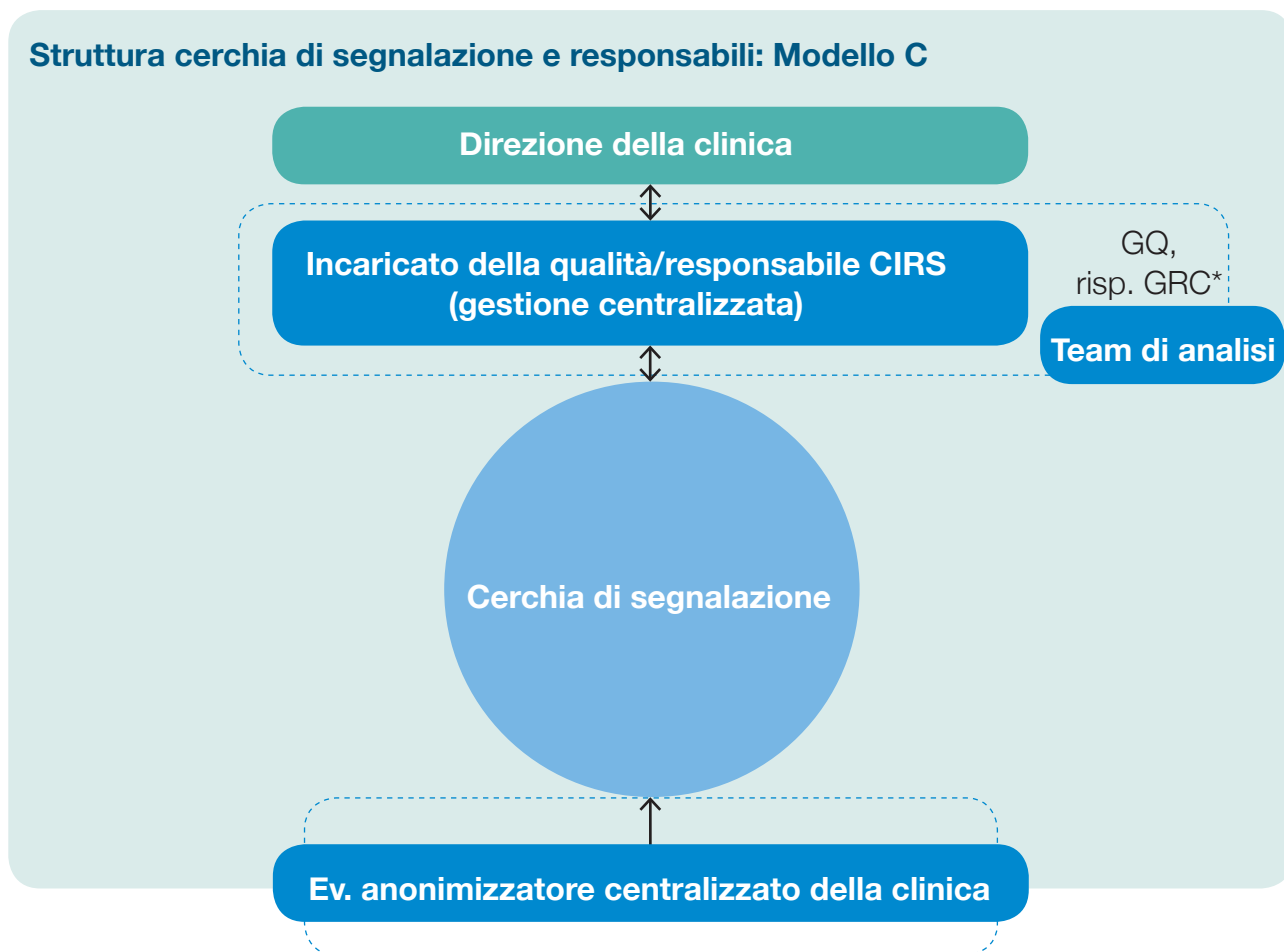 Struttura cerchia di segnalazione e responsabili: Modello C
Direzione della clinica
Incaricato della qualità/responsabile CIRS
(gestione centralizzata)
GQ,
risp. GRC*
Team di analisi
Cerchia di segnalazione
Ev. anonimizzatore centralizzato della clinica